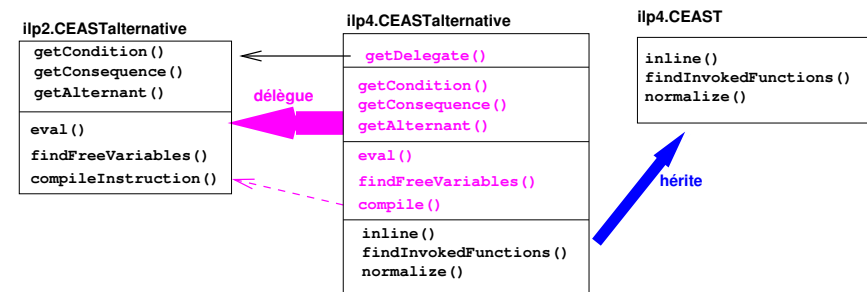 ilp2.CEASTalternative
getCondition()
getConsequence()
getAlternant()
eval()
findFreeVariables()
compileInstruction()
délègue
ilp4.CEASTalternative
getDelegate()
getCondition()
getConsequence()
getAlternant()
eval()
findFreeVariables()
compile()
inline()
findInvokedFunctions()
normalize()
ilp4.CEAST
inline()
findInvokedFunctions()
normalize()
hérite